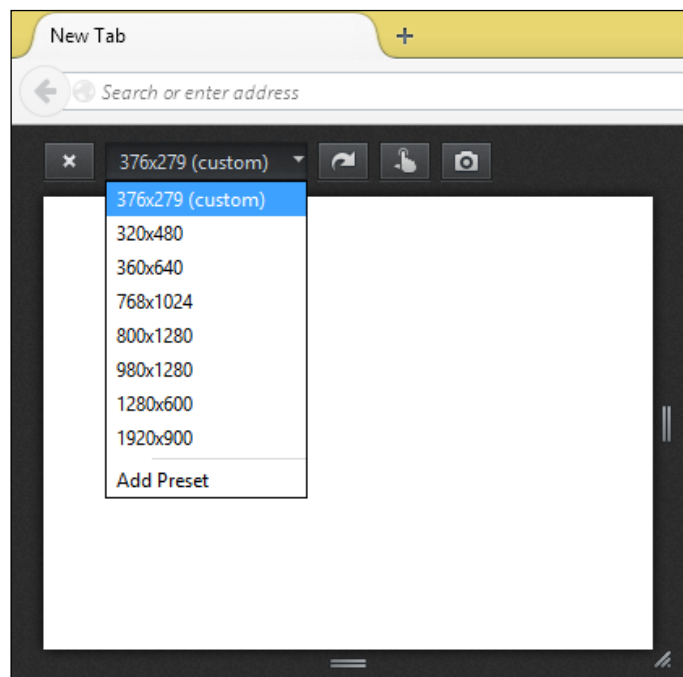 New Tab
Search or enter address
376x279 (custom)
376x279 (custom)
320x480
360x640
768x1024
800x1280
980x1280
1280x600
1920x900
Add Preset